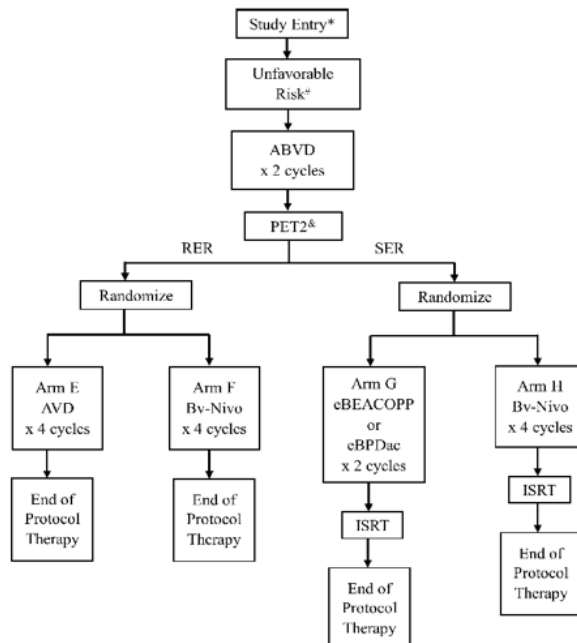 Study Entry*
Unfavorable
Risk#
ABVD
x 2 cycles
PET2&
RER
SER
Randomize
Randomize
Arm E
AVD
x 4 cycles
Arm F
Bv-Nivo
x 4 cycles
Arm G
eBEACOPP
or
eBPDac
x 2 cycles
Arm H
Bv-Nivo
x 4 cycles
End of
Protocol
Therapy
End of
Protocol
Therapy
ISRT
ISRT
End of
Protocol
Therapy
End of
Protocol
Therapy